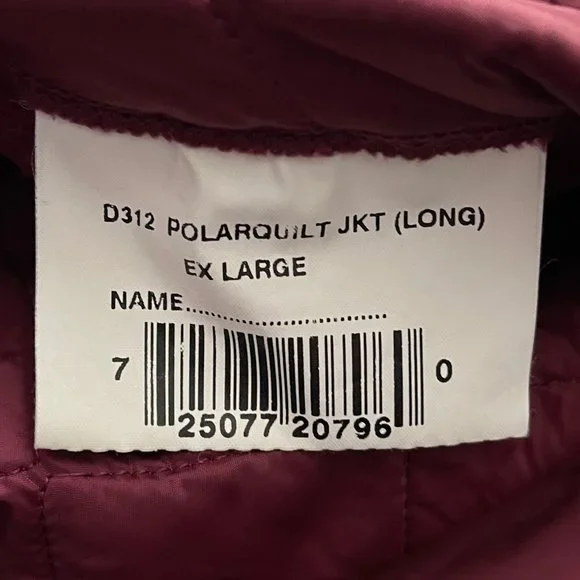 D312 POLARQUILT JKT (LONG)
EX LARGE
NAME..................................
7 25077 20796 0